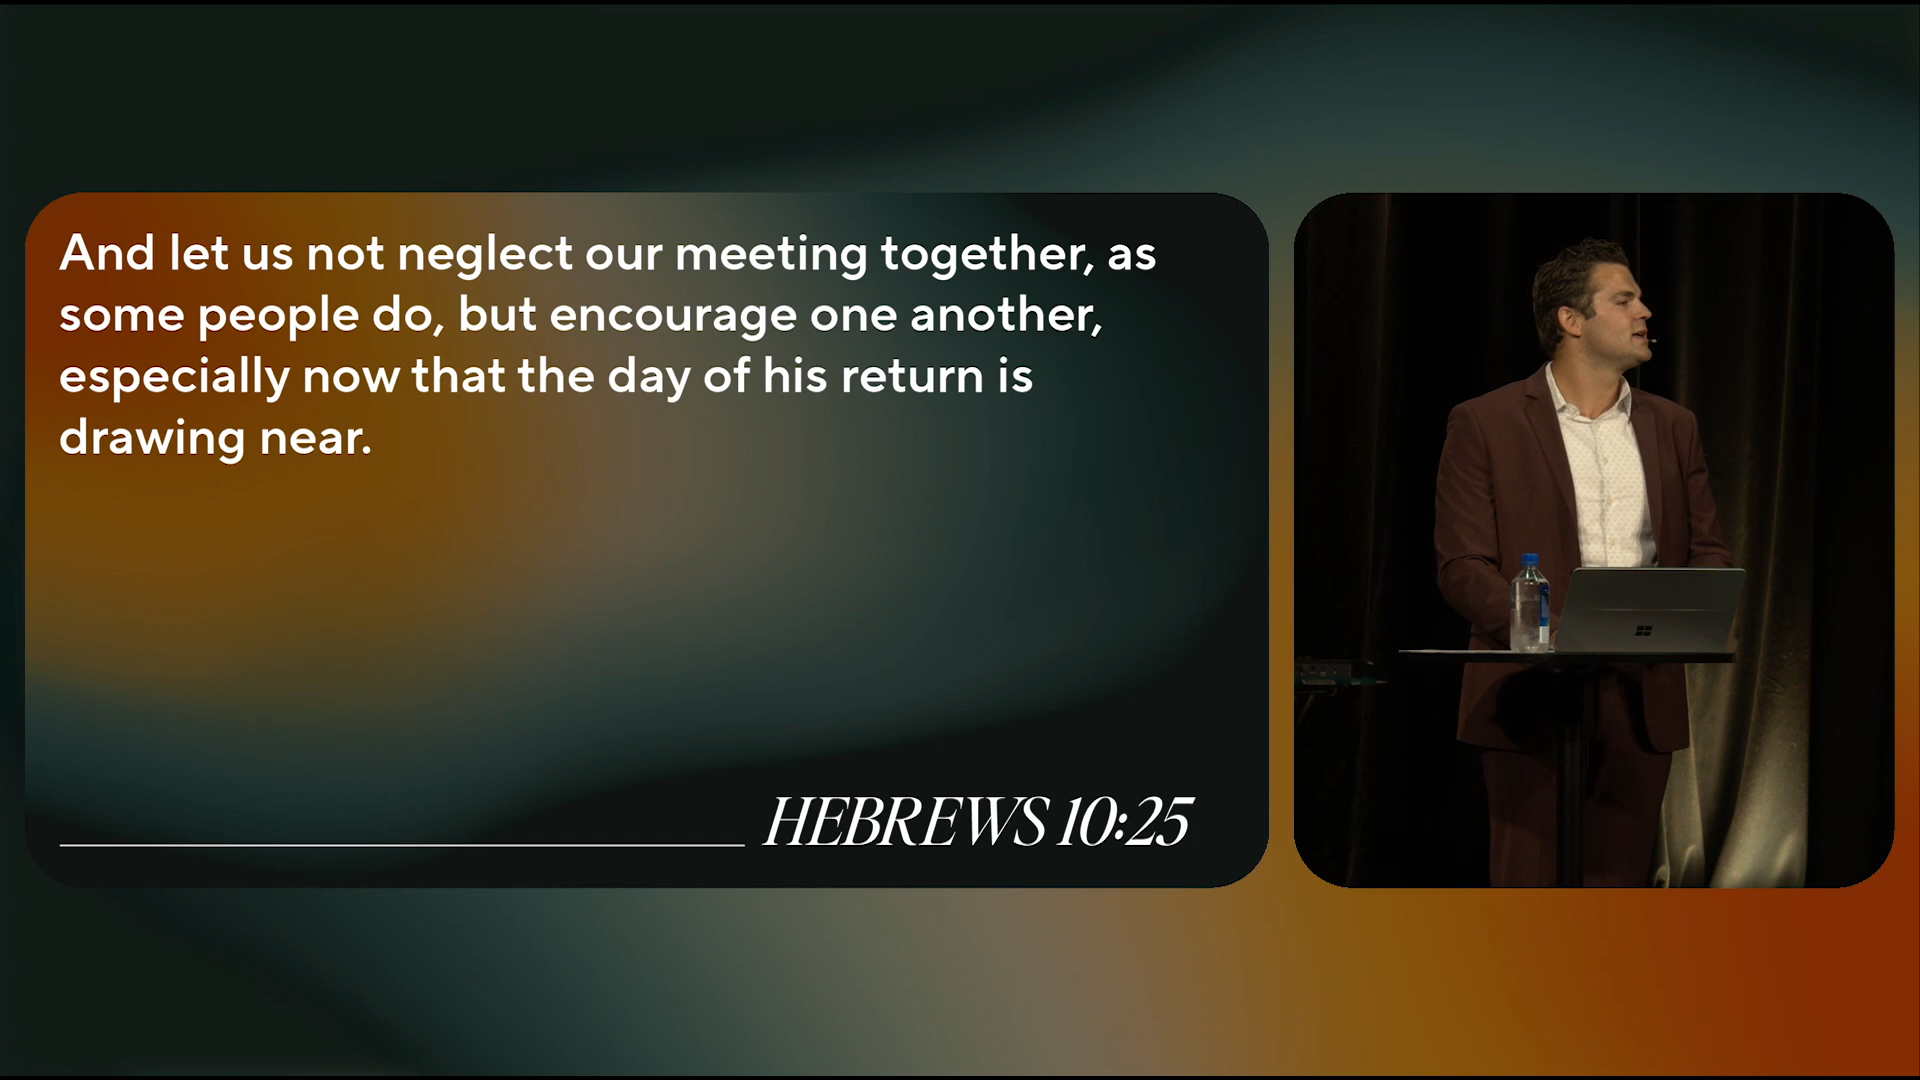 And let us not neglect our meeting together, as
some people do, but encourage one another,
especially now that the day of his return is
drawing near.
HEBREWS 10:25